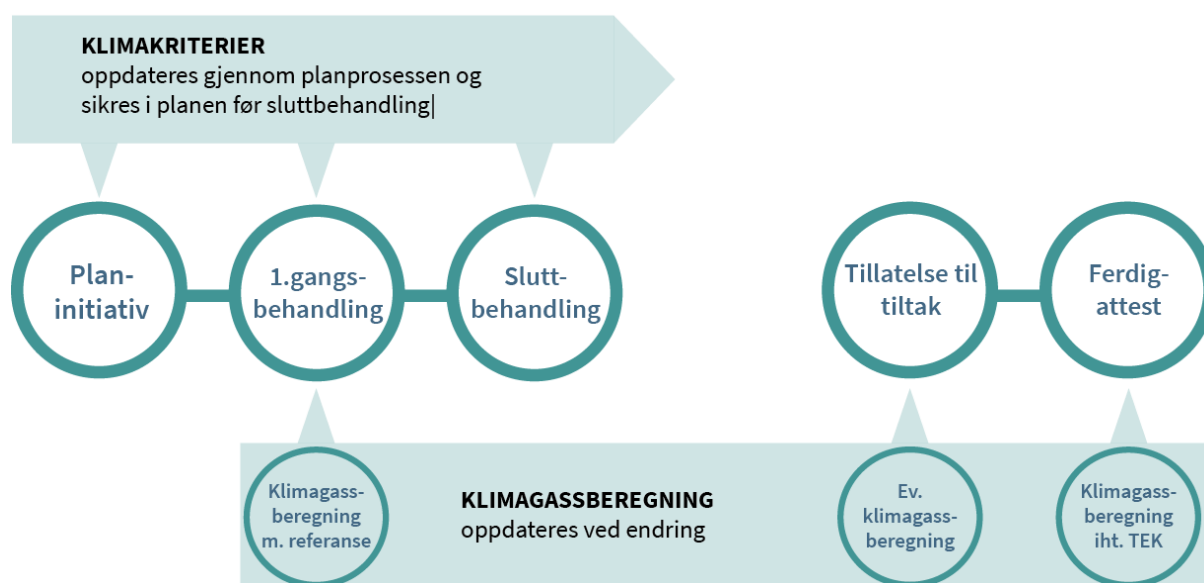 KLIMAKRITERIER
oppdateres gjennom planprosessen og
sikres i planen før sluttbehandling|
Plan-
initiativ
1.gangs-
behandling
Slutt-
behandling
Tillatelse til
tiltak
Ferdig-
attest
Klimagass-
beregning
m. referanse
KLIMAGASSBEREGNING
oppdateres ved endring
Ev.
klimagass-
beregning
Klimagass-
beregning
iht. TEK